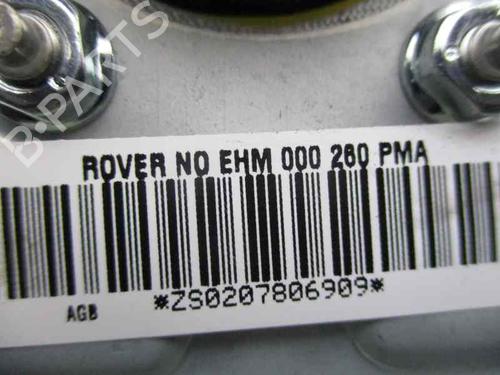 B-PARTS
ROVER NO EHM 000 260 PMA
AGB
*ZS0207806909*